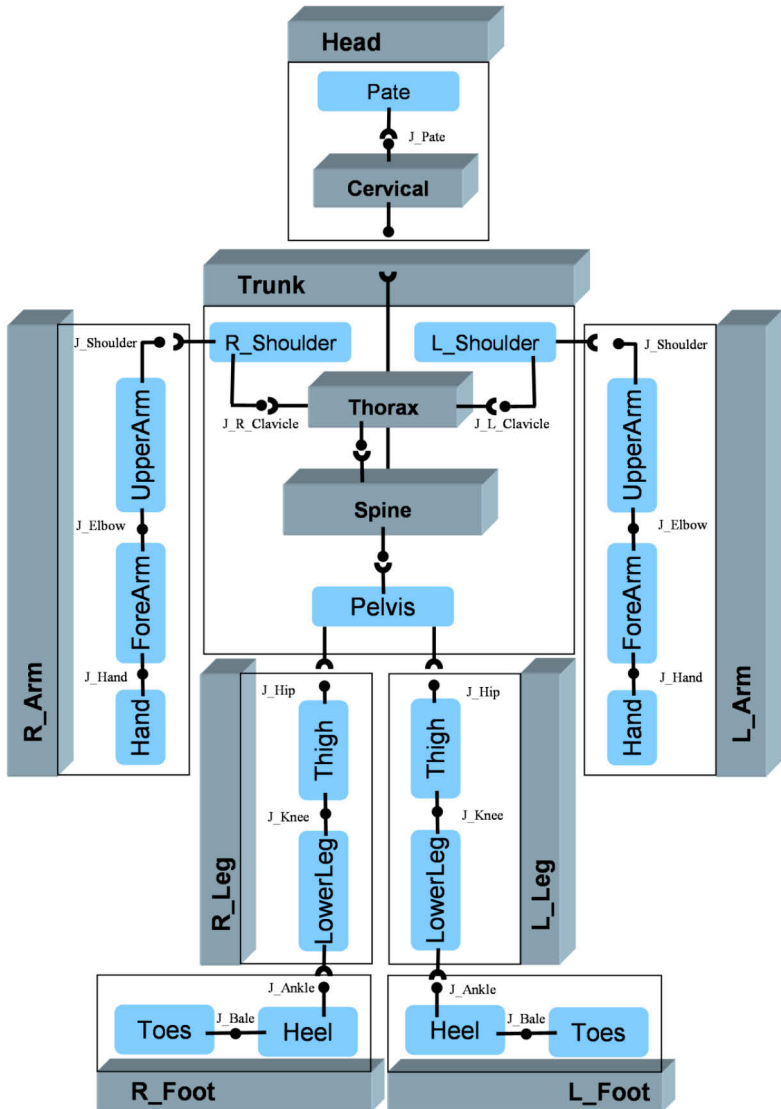 Head
Pate
J_Pate
Cervical
Trunk
J_Shoulder
R_Shoulder
L_Shoulder
J_Shoulder
Thorax
J_R_Clavicle
J_L_Clavicle
UpperArm
UpperArm
Spine
J_Elbow
J_Elbow
ForeArm
ForeArm
Pelvis
J_Hand
J_Hand
Hand
Hand
R_Arm
L_Arm
J_Hip
J_Hip
Thigh
Thigh
J_Knee
J_Knee
LowerLeg
LowerLeg
R_Leg
L_Leg
J_Ankle
J_Ankle
Toes
J_Bale
Heel
Heel
J_Bale
Toes
R_Foot
L_Foot